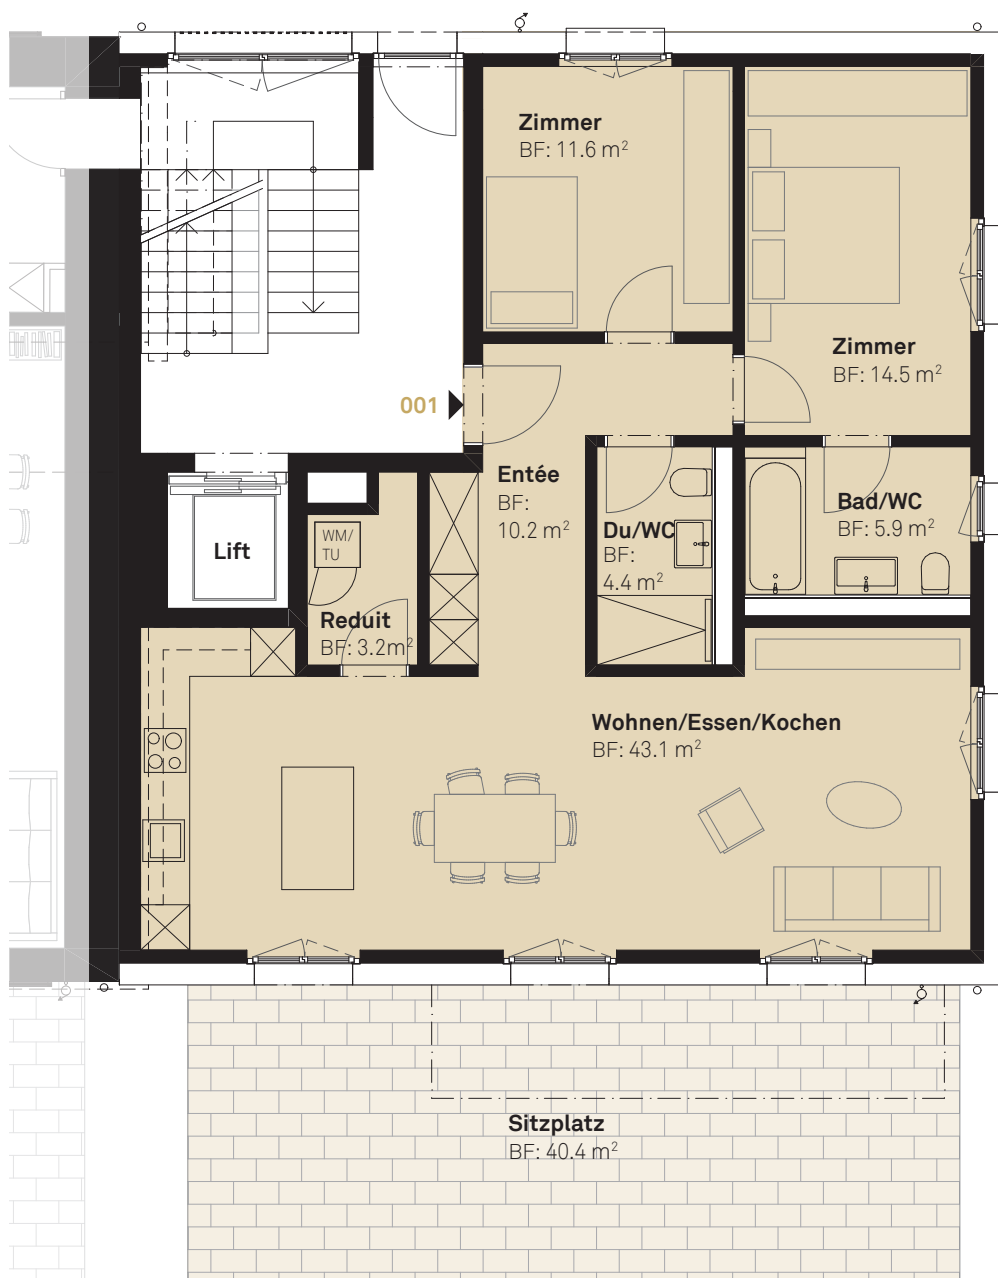 Zimmer
BF: 11.6 m²
Zimmer
BF: 14.5 m²
001
Entée
BF:
10.2 m²
Du/WC
BF:
4.4 m²
Bad/WC
BF: 5.9 m²
Lift
WM/
TU
Reduit
BF: 3.2m²
Wohnen/Essen/Kochen
BF: 43.1 m²
Sitzplatz
BF: 40.4 m²